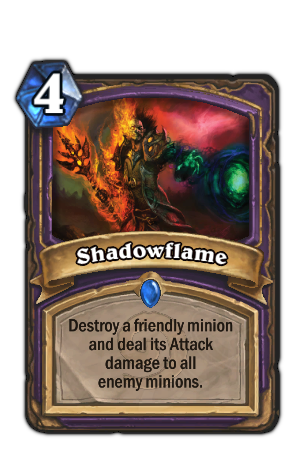 4
Shadowflame
Destroy a friendly minion
and deal its Attack
damage to all
enemy minions.